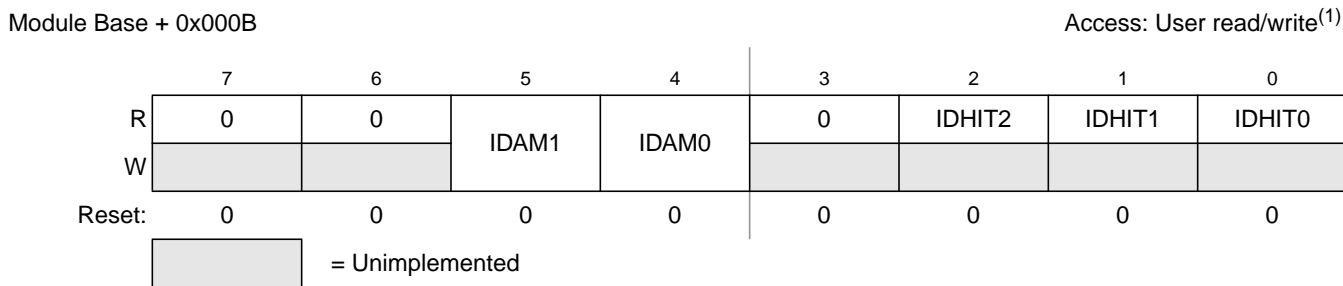 Module Base + 0x000B Access: User read/write(1)
7 6 5 4 3 2 1 0
R 0 0 IDAM1 IDAM0 0 IDHIT2 IDHIT1 IDHIT0
W
Reset: 0 0 0 0 0 0 0 0
= Unimplemented